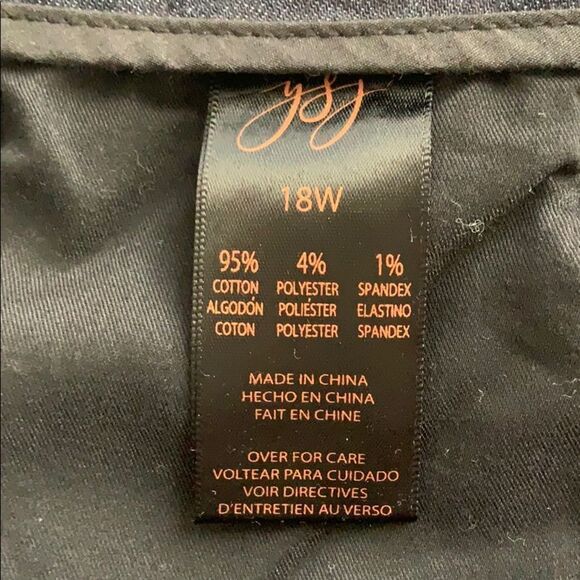 ysj
18W
95% 4% 1%
COTTON POLYESTER SPANDEX
ALGODÓN POLIÉSTER ELASTINO
COTON POLYESTER SPANDEX
MADE IN CHINA
HECHO EN CHINA
FAIT EN CHINE
OVER FOR CARE
VOLTEAR PARA CUIDADO
VOIR DIRECTIVES
D'ENTRETIEN AU VERSO